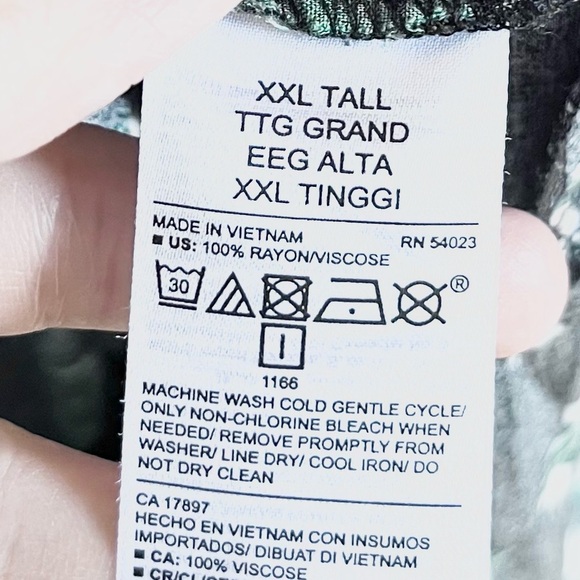 XXL TALL
TTG GRAND
EEG ALTA
XXL TINGGI
MADE IN VIETNAM RN 54023
■ US: 100% RAYON/VISCOSE
30 ®
1166
MACHINE WASH COLD GENTLE CYCLE/
ONLY NON-CHLORINE BLEACH WHEN
NEEDED/ REMOVE PROMPTLY FROM
WASHER/ LINE DRY/ COOL IRON/ DO
NOT DRY CLEAN
CA 17897
HECHO EN VIETNAM CON INSUMOS
IMPORTADOS/ DIBUAT DI VIETNAM
■ CA: 100% VISCOSE